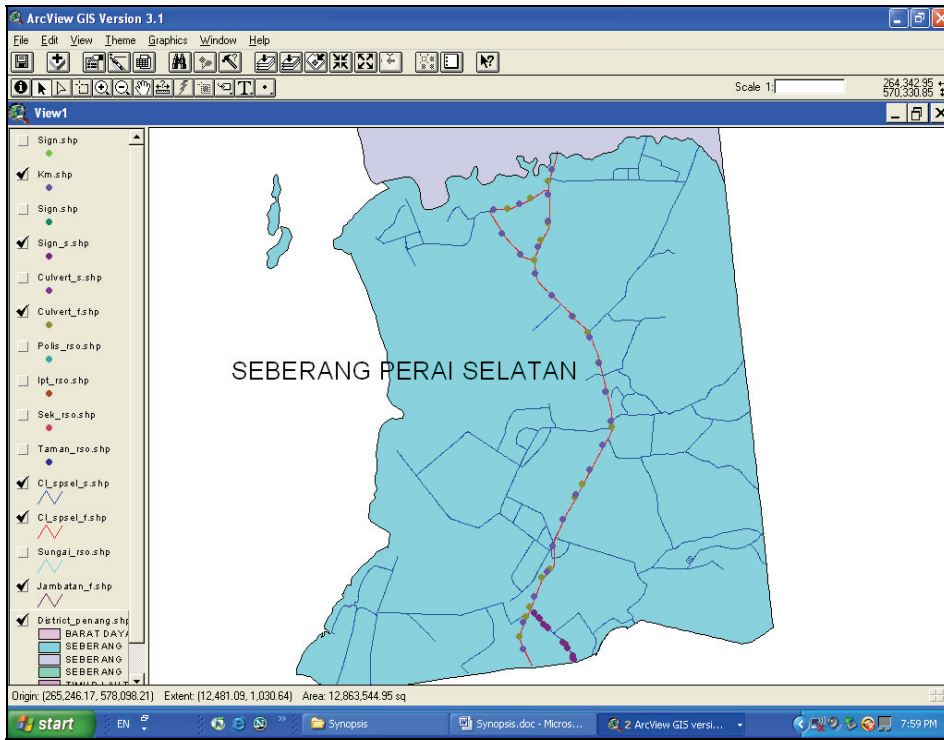 ArcView GIS Version 3.1
File Edit View Theme Graphics Window Help
Scale 1:
264,342.95
570,330.85
View1
Sign.shp
Km.shp
Sign.shp
Sign_s.shp
Culvert_s.shp
Culvert_f.shp
Polis_rso.shp
Ipt_rso.shp
Sek_rso.shp
Taman_rso.shp
Cl_spsel_s.shp
Cl_spsel_f.shp
Sungai_rso.shp
Jambatan_f.shp
District_penang.shp
BARAT DAYA
SEBERANG
SEBERANG
SEBERANG
TIMUR LAUT
SEBERANG PERAI SELATAN
Origin: (265,246.17, 578,098.21) Extent: (12,481.09, 1,030.64) Area: 12,863,544.95 sq
start EN Synopsis Synopsis.doc - Micros... 2 ArcView GIS versi... 7:59 PM